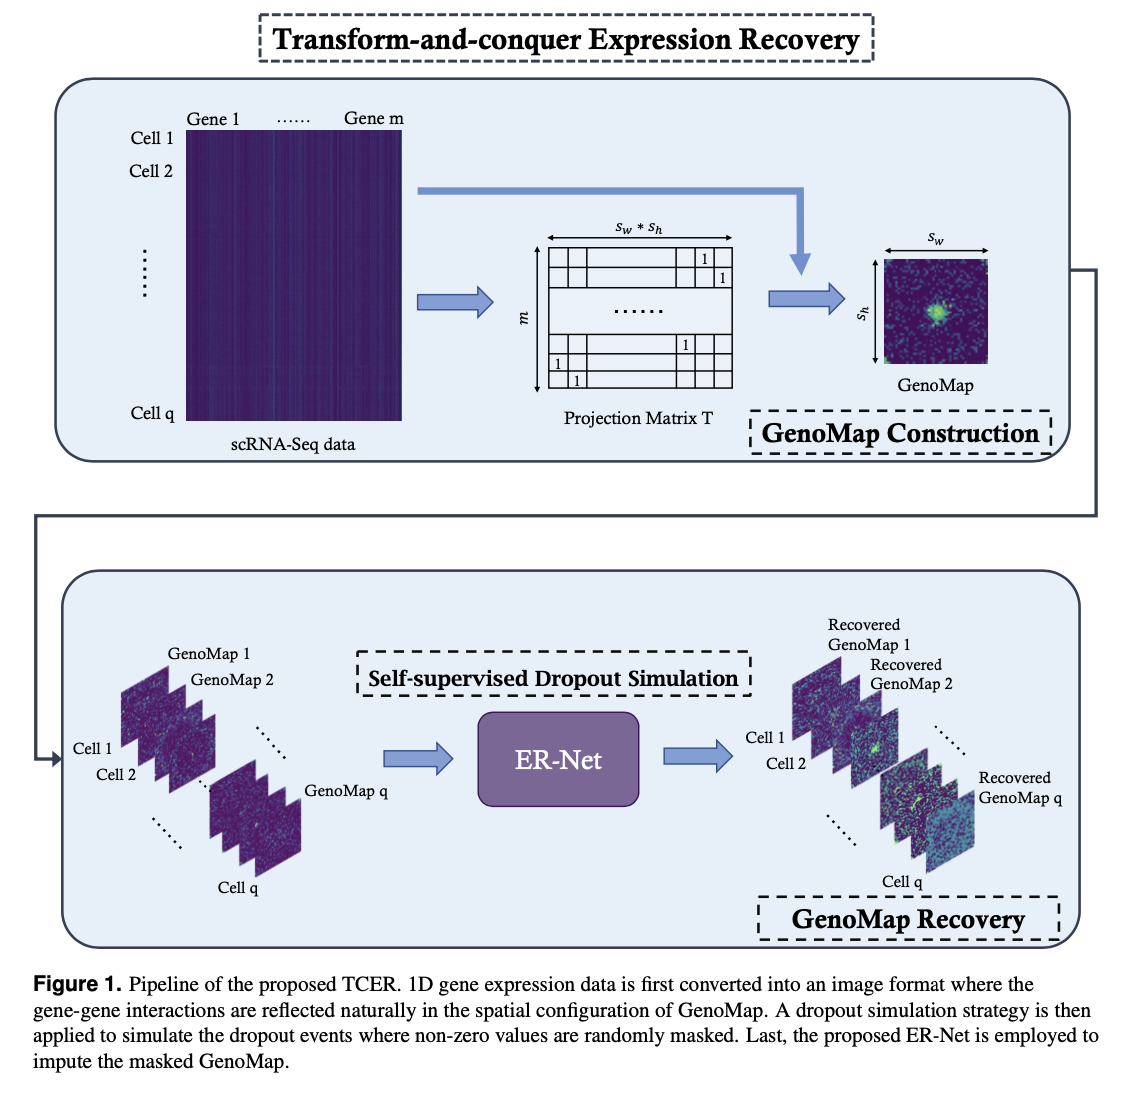 Transform-and-conquer Expression Recovery
Gene 1 ...... Gene m
Cell 1
Cell 2
......
Cell q
scRNA-Seq data
s_w * s_h
m
1
1
......
1
1
1
Projection Matrix T
s_w
s_h
GenoMap
GenoMap Construction
GenoMap 1
GenoMap 2
Cell 1
Cell 2
......
GenoMap q
......
Cell q
Self-supervised Dropout Simulation
ER-Net
Recovered
GenoMap 1
Recovered
GenoMap 2
Cell 1
Cell 2
......
Recovered
GenoMap q
......
Cell q
GenoMap Recovery
Figure 1. Pipeline of the proposed TCER. 1D gene expression data is first converted into an image format where the
gene-gene interactions are reflected naturally in the spatial configuration of GenoMap. A dropout simulation strategy is then
applied to simulate the dropout events where non-zero values are randomly masked. Last, the proposed ER-Net is employed to
impute the masked GenoMap.